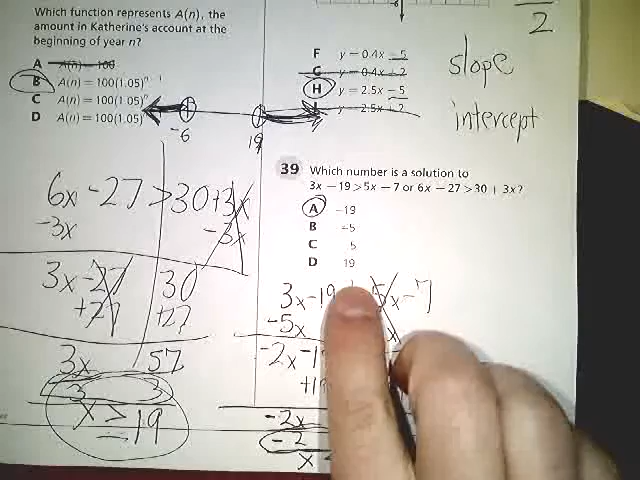 Which function represents A(n), the
amount in Katherine's account at the
beginning of year n?
A A(n) = 100
B A(n) = 100(1.05)ⁿ⁻¹
C A(n) = 100(1.05)ⁿ
D A(n) = 100(1.05)
-6
19
2
F y = 0.4x − 5
G y = 0.4x + 2
H y = 2.5x − 5
J y = 2.5x + 2
slope
intercept
39 Which number is a solution to
3x − 19 > 5x − 7 or 6x − 27 > 30 + 3x?
A −19
B −5
C 5
D 19
6x - 27 > 30 + 3x
-3x -3x
3x - 27 30
+27 +27
3x 57
3 3
x > 19
3x - 19 5x - 7
-5x
-2x
-2x
-2
x